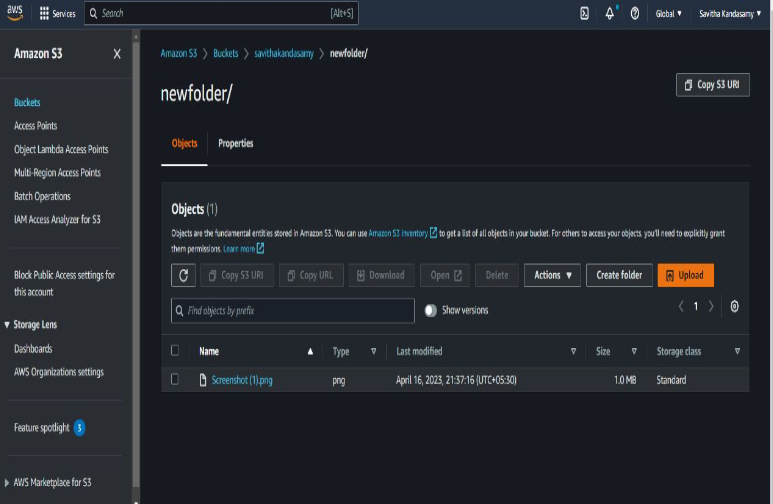 aws
Services
Search
[Alt+S]
Global ▼
Savitha Kandasamy ▼
Amazon S3
X
Buckets
Access Points
Object Lambda Access Points
Multi-Region Access Points
Batch Operations
IAM Access Analyzer for S3
Block Public Access settings for
this account
▼ Storage Lens
Dashboards
AWS Organizations settings
Feature spotlight 3
▶ AWS Marketplace for S3
Amazon S3 > Buckets > savithakandasamy > newfolder/
newfolder/
Copy S3 URI
Objects
Properties
Objects (1)
Objects are the fundamental entities stored in Amazon S3. You can use Amazon S3 inventory to get a list of all objects in your bucket. For others to access your objects, you'll need to explicitly grant
them permissions. Learn more
Copy S3 URI
Copy URL
Download
Open
Delete
Actions ▼
Create folder
Upload
Find objects by prefix
Show versions
< 1 >
Name ▲ Type Last modified Size Storage class
Screenshot (1).png png April 16, 2023, 21:37:16 (UTC+05:30) 1.0 MB Standard